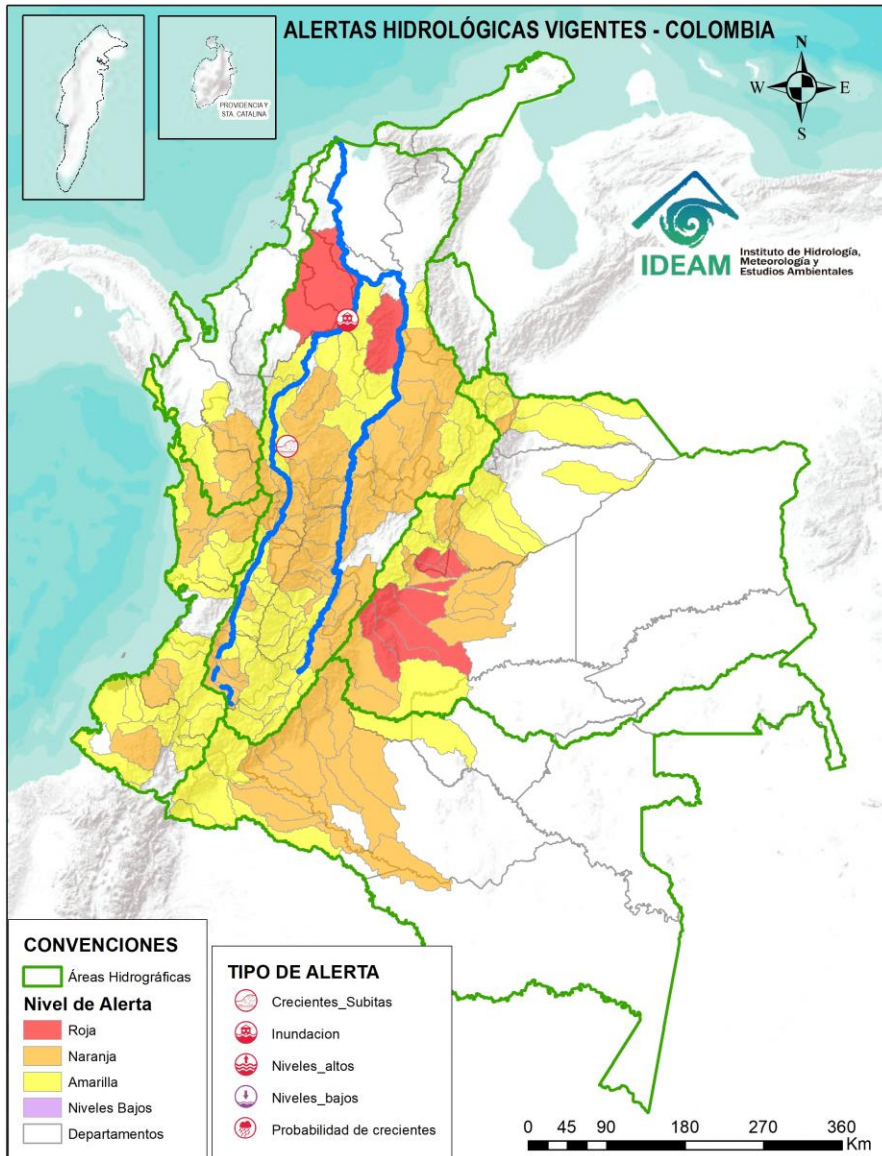 ALERTAS HIDROLÓGICAS VIGENTES - COLOMBIA
PROVIDENCIA Y
STA. CATALINA
N
W E
S
IDEAM
Instituto de Hidrología,
Meteorología y
Estudios Ambientales
CONVENCIONES
Áreas Hidrográficas
Nivel de Alerta
Roja
Naranja
Amarilla
Niveles Bajos
Departamentos
TIPO DE ALERTA
Crecientes_Subitas
Inundacion
Niveles_altos
Niveles_bajos
Probabilidad de crecientes
0 45 90 180 270 360
Km